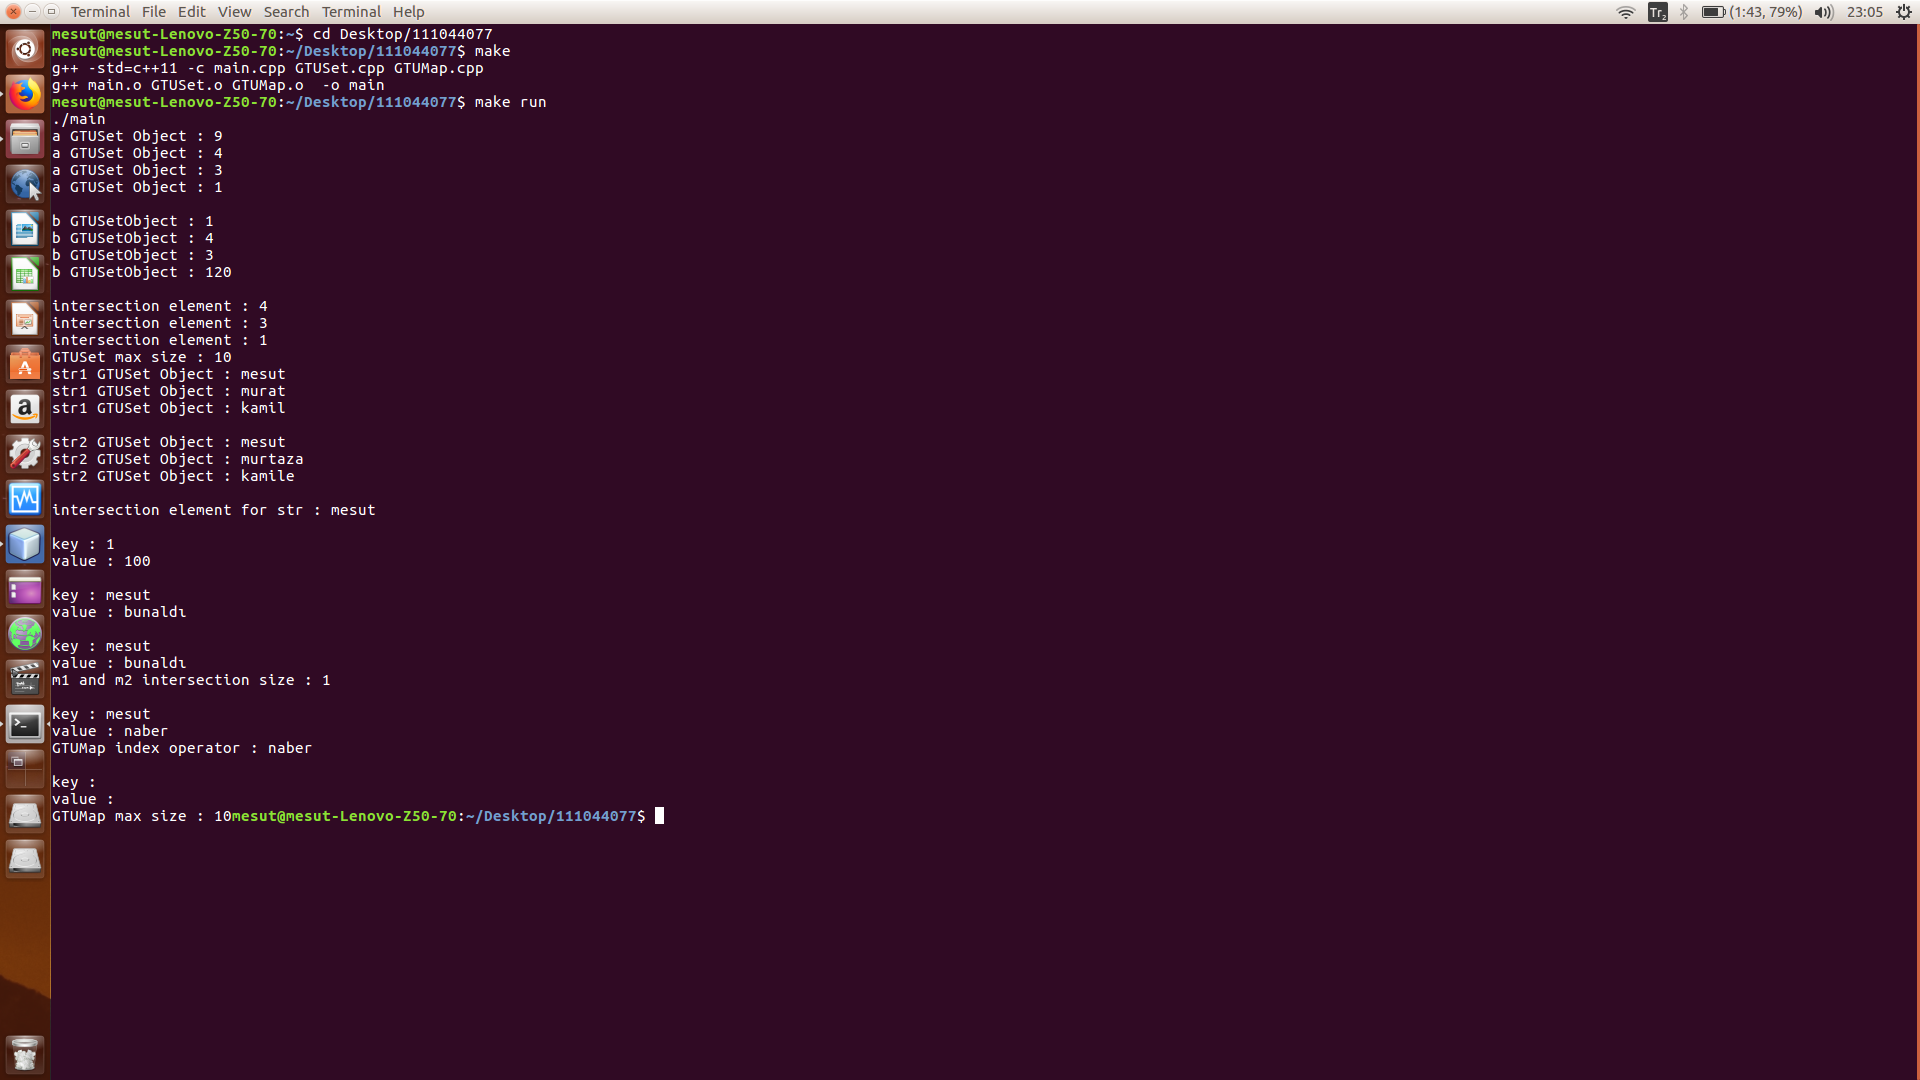 Terminal File Edit View Search Terminal Help
Tr₂ (1:43, 79%) 23:05
mesut@mesut-Lenovo-Z50-70:~$ cd Desktop/111044077
mesut@mesut-Lenovo-Z50-70:~/Desktop/111044077$ make
g++ -std=c++11 -c main.cpp GTUSet.cpp GTUMap.cpp
g++ main.o GTUSet.o GTUMap.o  -o main
mesut@mesut-Lenovo-Z50-70:~/Desktop/111044077$ make run
./main
a GTUSet Object : 9
a GTUSet Object : 4
a GTUSet Object : 3
a GTUSet Object : 1
b GTUSetObject : 1
b GTUSetObject : 4
b GTUSetObject : 3
b GTUSetObject : 120
intersection element : 4
intersection element : 3
intersection element : 1
GTUSet max size : 10
str1 GTUSet Object : mesut
str1 GTUSet Object : murat
str1 GTUSet Object : kamil
str2 GTUSet Object : mesut
str2 GTUSet Object : murtaza
str2 GTUSet Object : kamile
intersection element for str : mesut
key : 1
value : 100
key : mesut
value : bunaldı
key : mesut
value : bunaldı
m1 and m2 intersection size : 1
key : mesut
value : naber
GTUMap index operator : naber
key :
value :
GTUMap max size : 10mesut@mesut-Lenovo-Z50-70:~/Desktop/111044077$